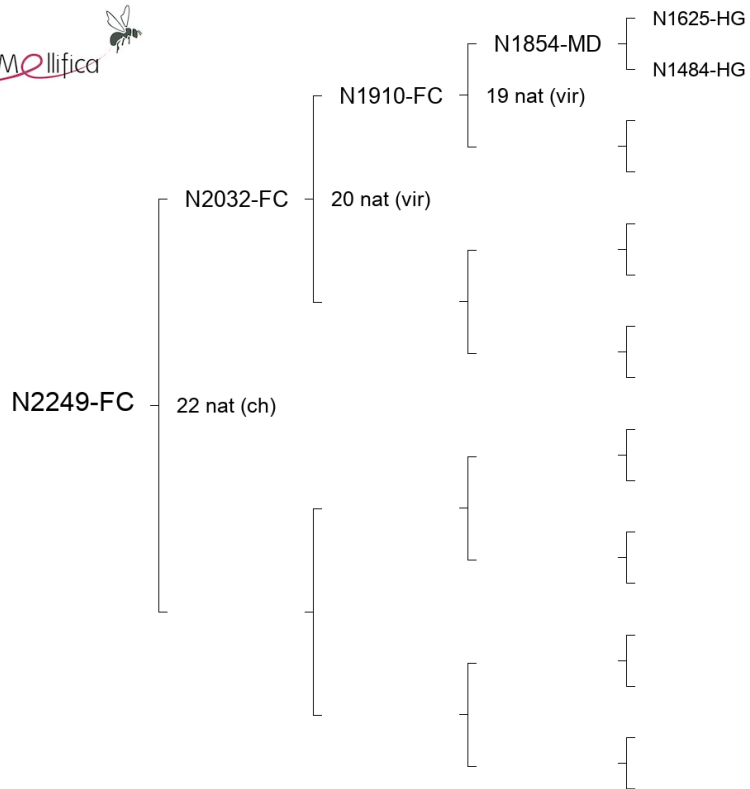 Mellifica
N1625-HG
N1854-MD
N1484-HG
N1910-FC
19 nat (vir)
N2032-FC
20 nat (vir)
N2249-FC
22 nat (ch)